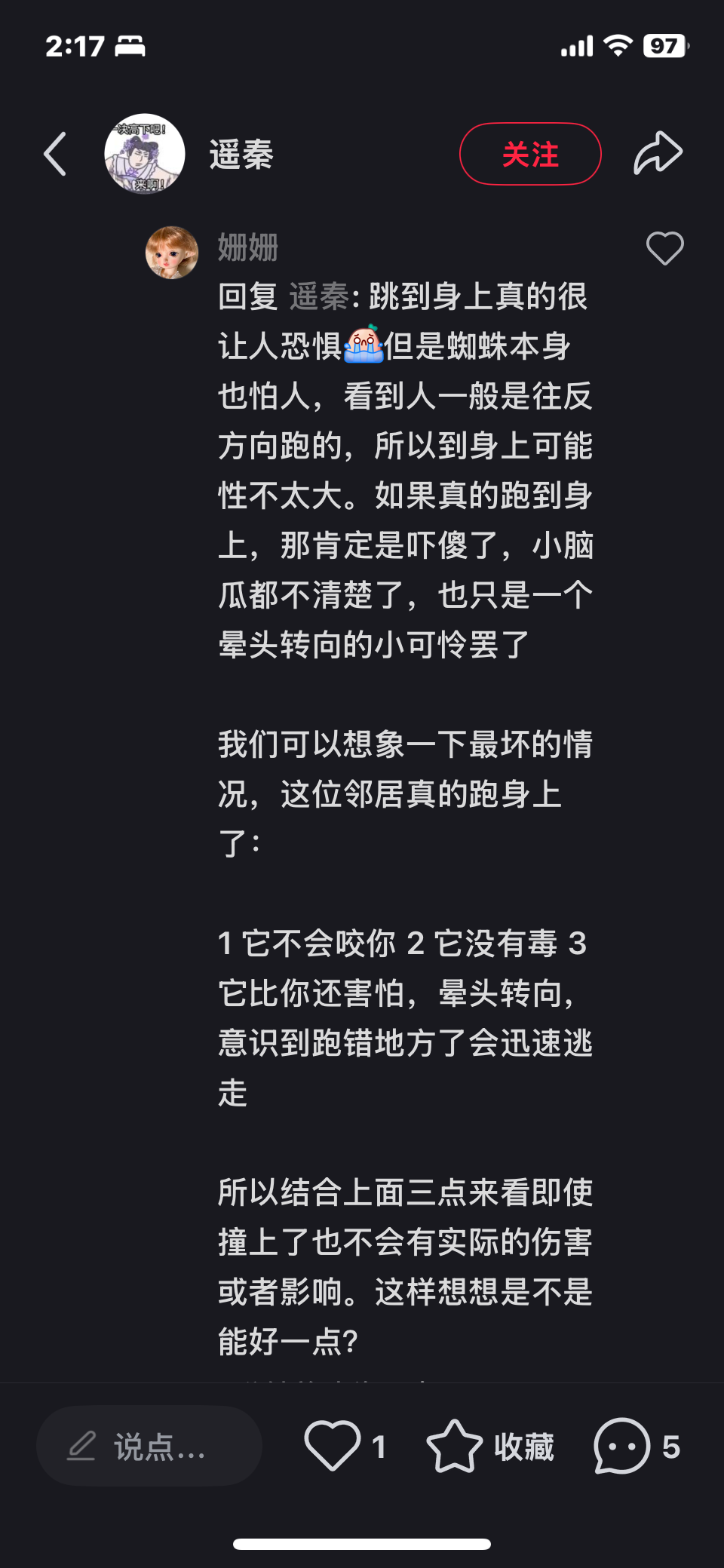 2:17
97
一决高下吧!
来啊!
遥秦
关注
姗姗
回复 遥秦: 跳到身上真的很
让人恐惧😭但是蜘蛛本身
也怕人，看到人一般是往反
方向跑的，所以到身上可能
性不太大。如果真的跑到身
上，那肯定是吓傻了，小脑
瓜都不清楚了，也只是一个
晕头转向的小可怜罢了
我们可以想象一下最坏的情
况，这位邻居真的跑身上
了：
1 它不会咬你 2 它没有毒 3
它比你还害怕，晕头转向，
意识到跑错地方了会迅速逃
走
所以结合上面三点来看即使
撞上了也不会有实际的伤害
或者影响。这样想想是不是
能好一点?
说点...
1
收藏
5